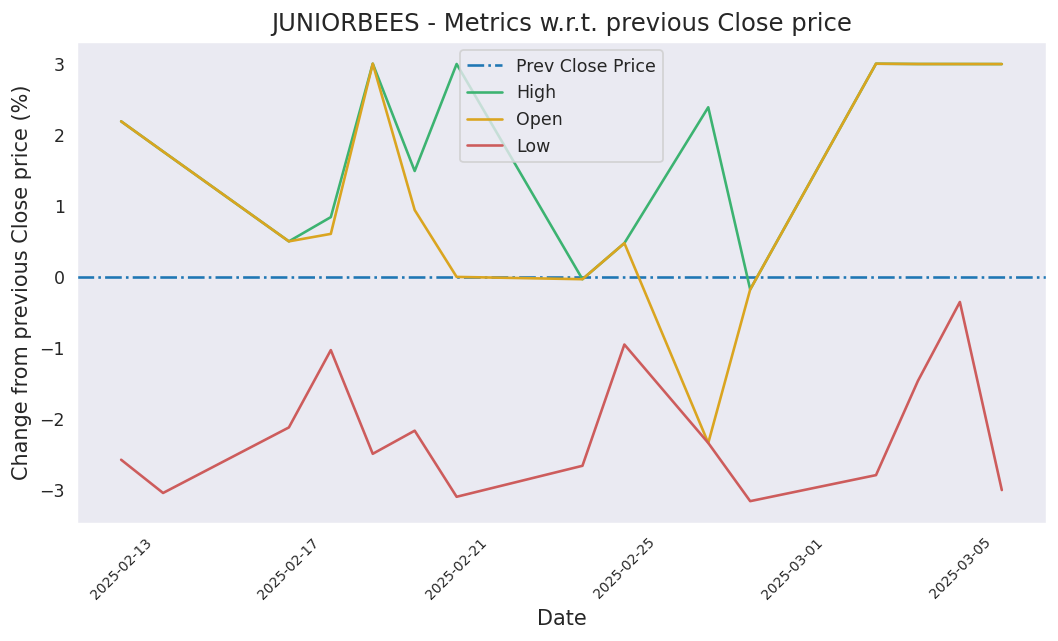 JUNIORBEES - Metrics w.r.t. previous Close price
Change from previous Close price (%)
3
2
1
0
−1
−2
−3
Prev Close Price
High
Open
Low
2025-02-13
2025-02-17
2025-02-21
2025-02-25
2025-03-01
2025-03-05
Date